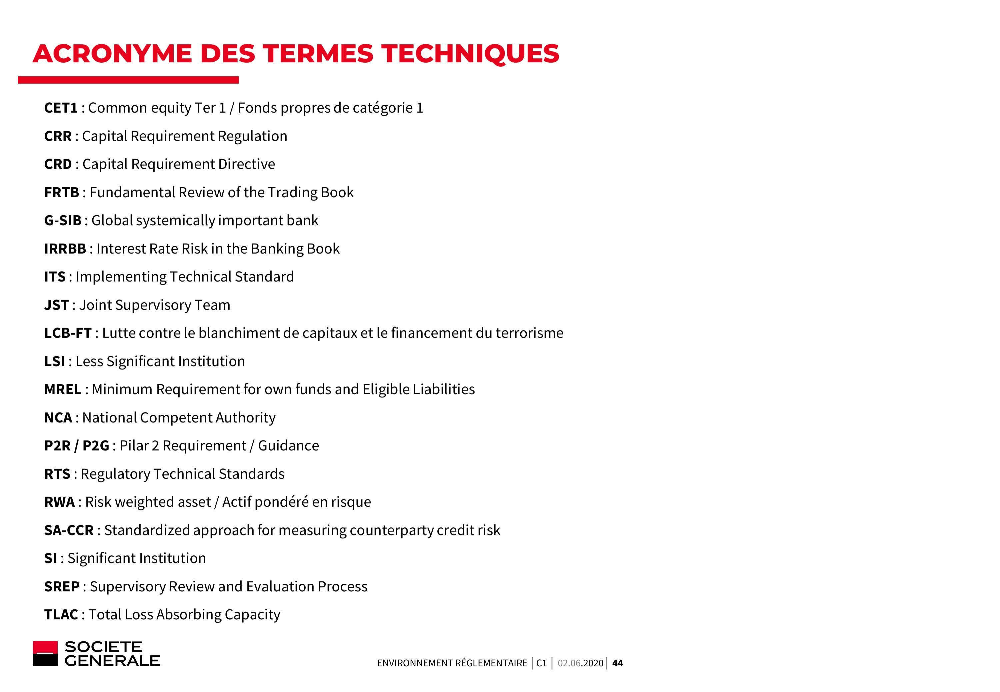 ACRONYME DES TERMES TECHNIQUES
CET1 : Common equity Ter 1 / Fonds propres de catégorie 1
CRR : Capital Requirement Regulation
CRD : Capital Requirement Directive
FRTB : Fundamental Review of the Trading Book
G-SIB : Global systemically important bank
IRRBB : Interest Rate Risk in the Banking Book
ITS : Implementing Technical Standard
JST : Joint Supervisory Team
LCB-FT : Lutte contre le blanchiment de capitaux et le financement du terrorisme
LSI : Less Significant Institution
MREL : Minimum Requirement for own funds and Eligible Liabilities
NCA : National Competent Authority
P2R / P2G : Pilar 2 Requirement / Guidance
RTS : Regulatory Technical Standards
RWA : Risk weighted asset / Actif pondéré en risque
SA-CCR : Standardized approach for measuring counterparty credit risk
SI : Significant Institution
SREP : Supervisory Review and Evaluation Process
TLAC : Total Loss Absorbing Capacity
SOCIETE
GENERALE
ENVIRONNEMENT RÉGLEMENTAIRE | C1 | 02.06.2020 | 44